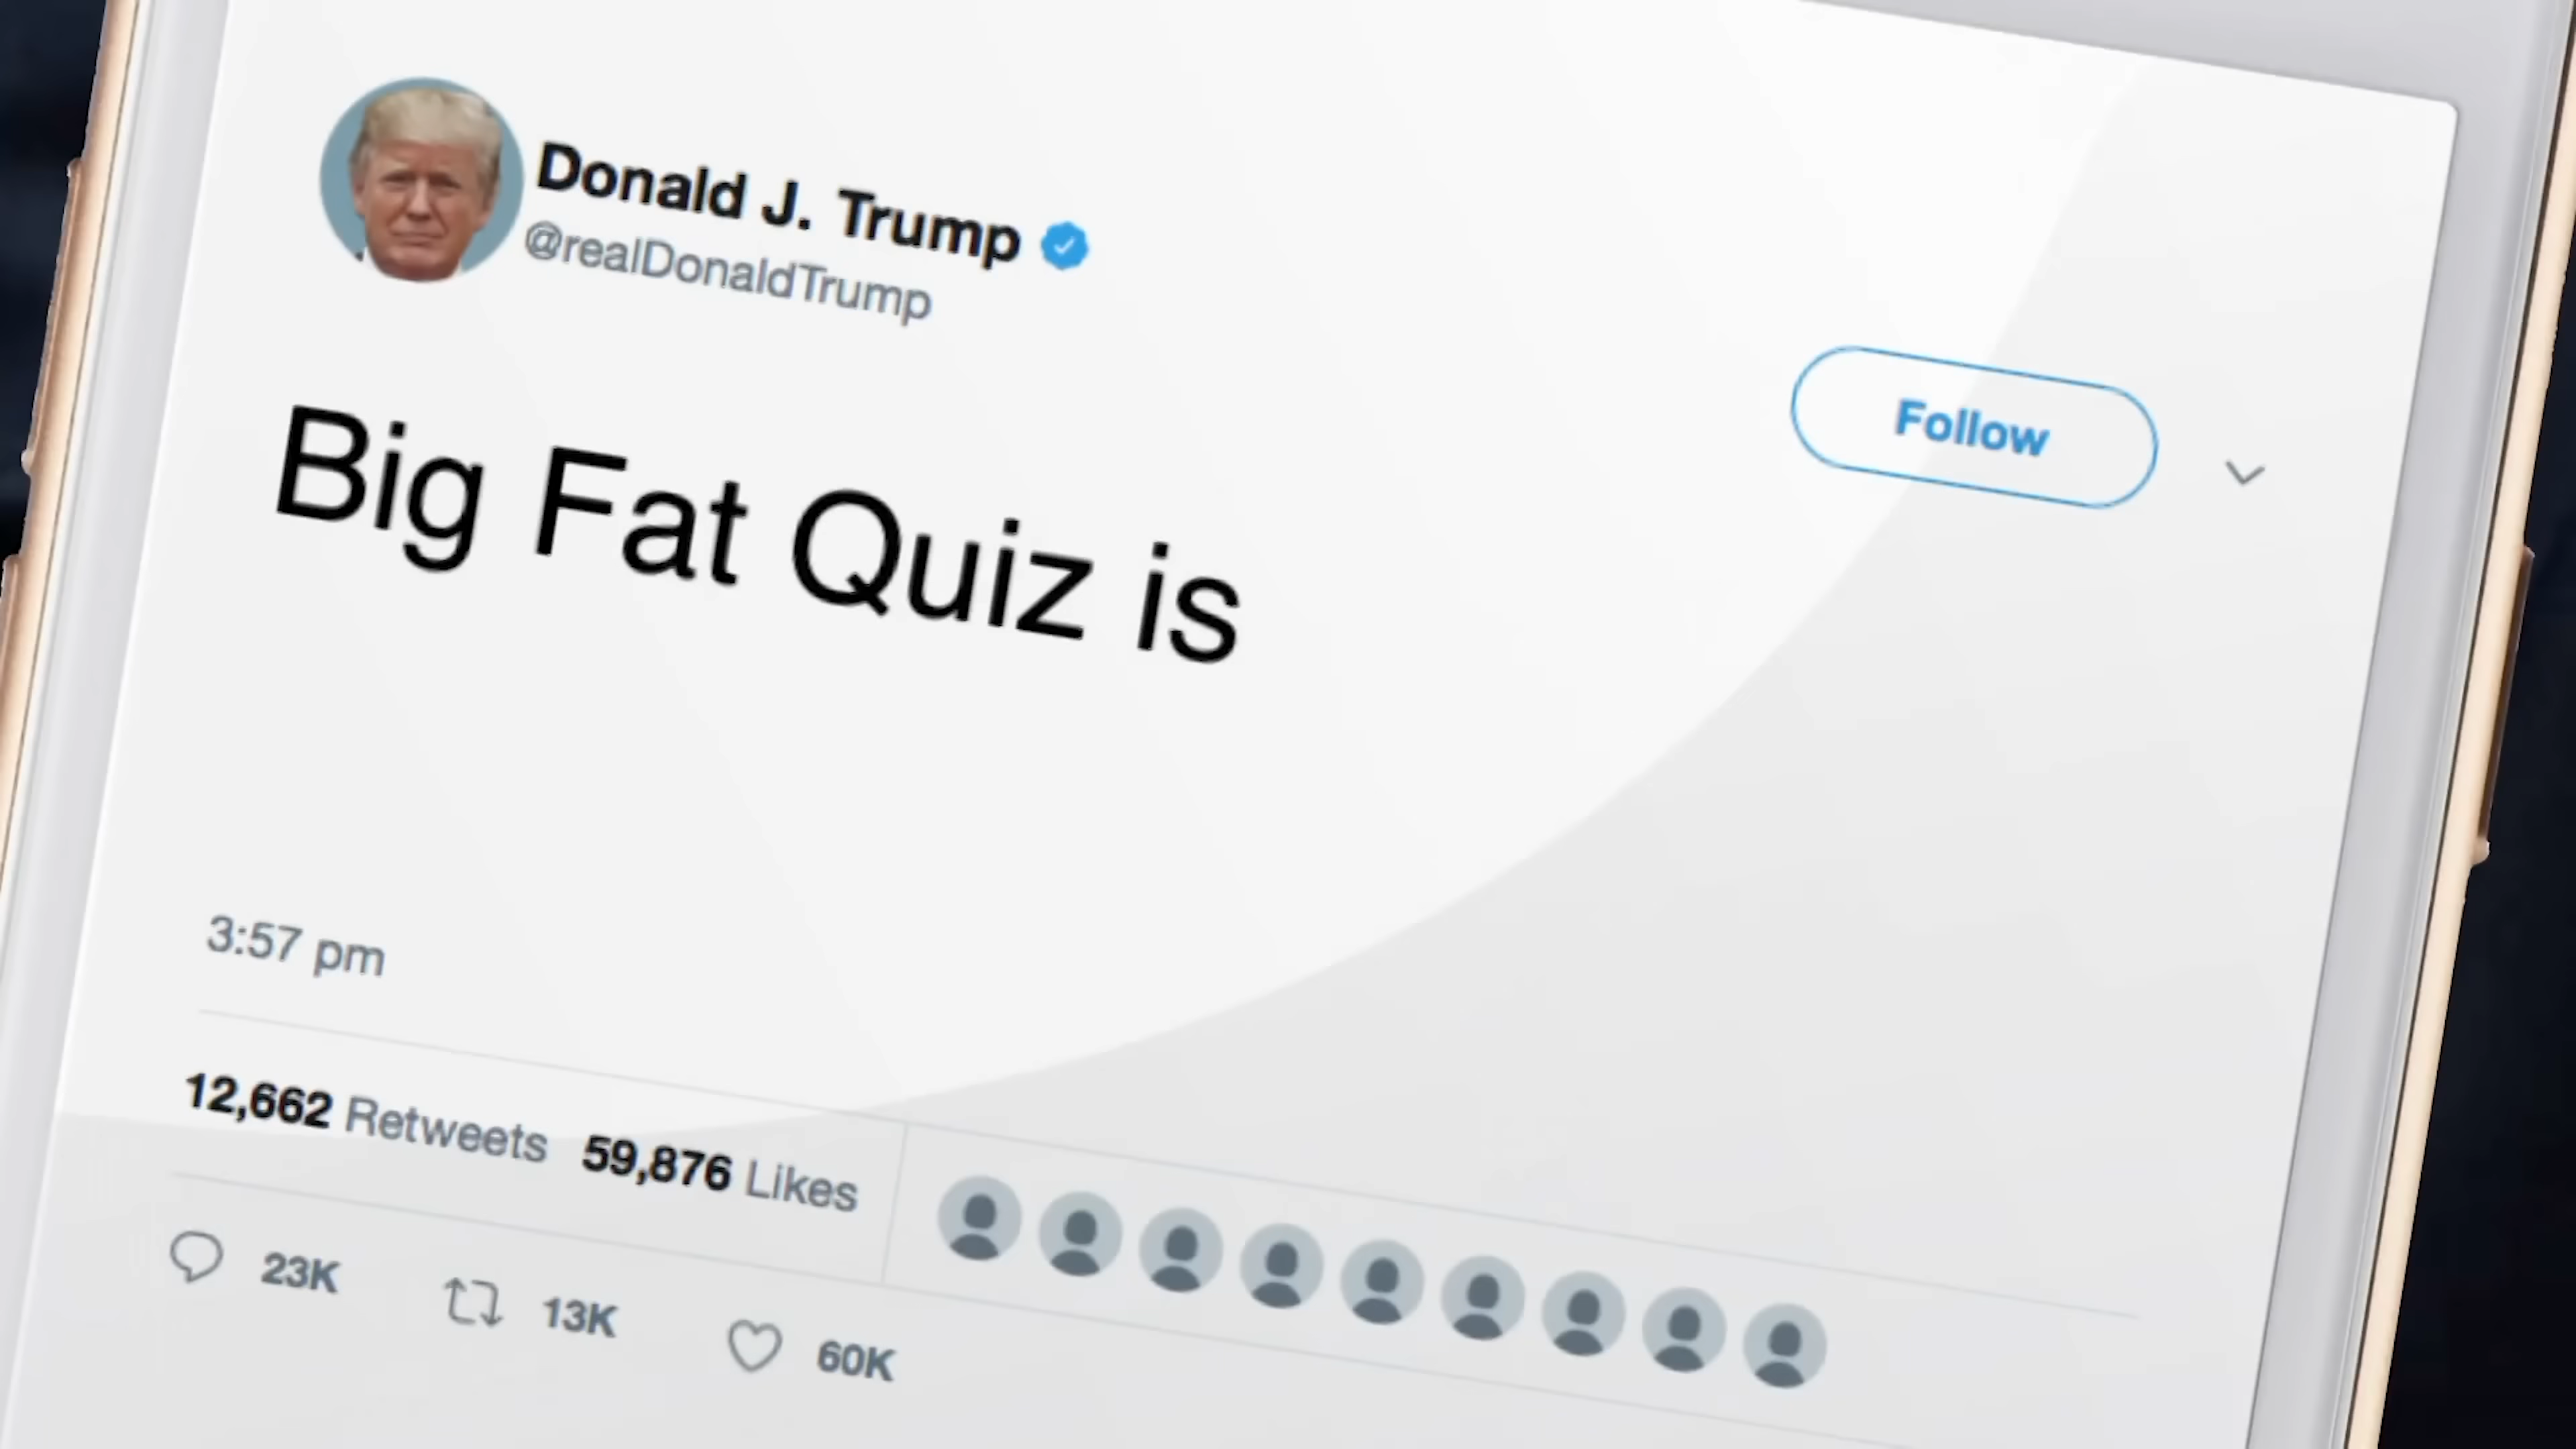 Donald J. Trump
@realDonaldTrump
Follow
Big Fat Quiz is
3:57 pm
12,662 Retweets 59,876 Likes
23K 13K 60K